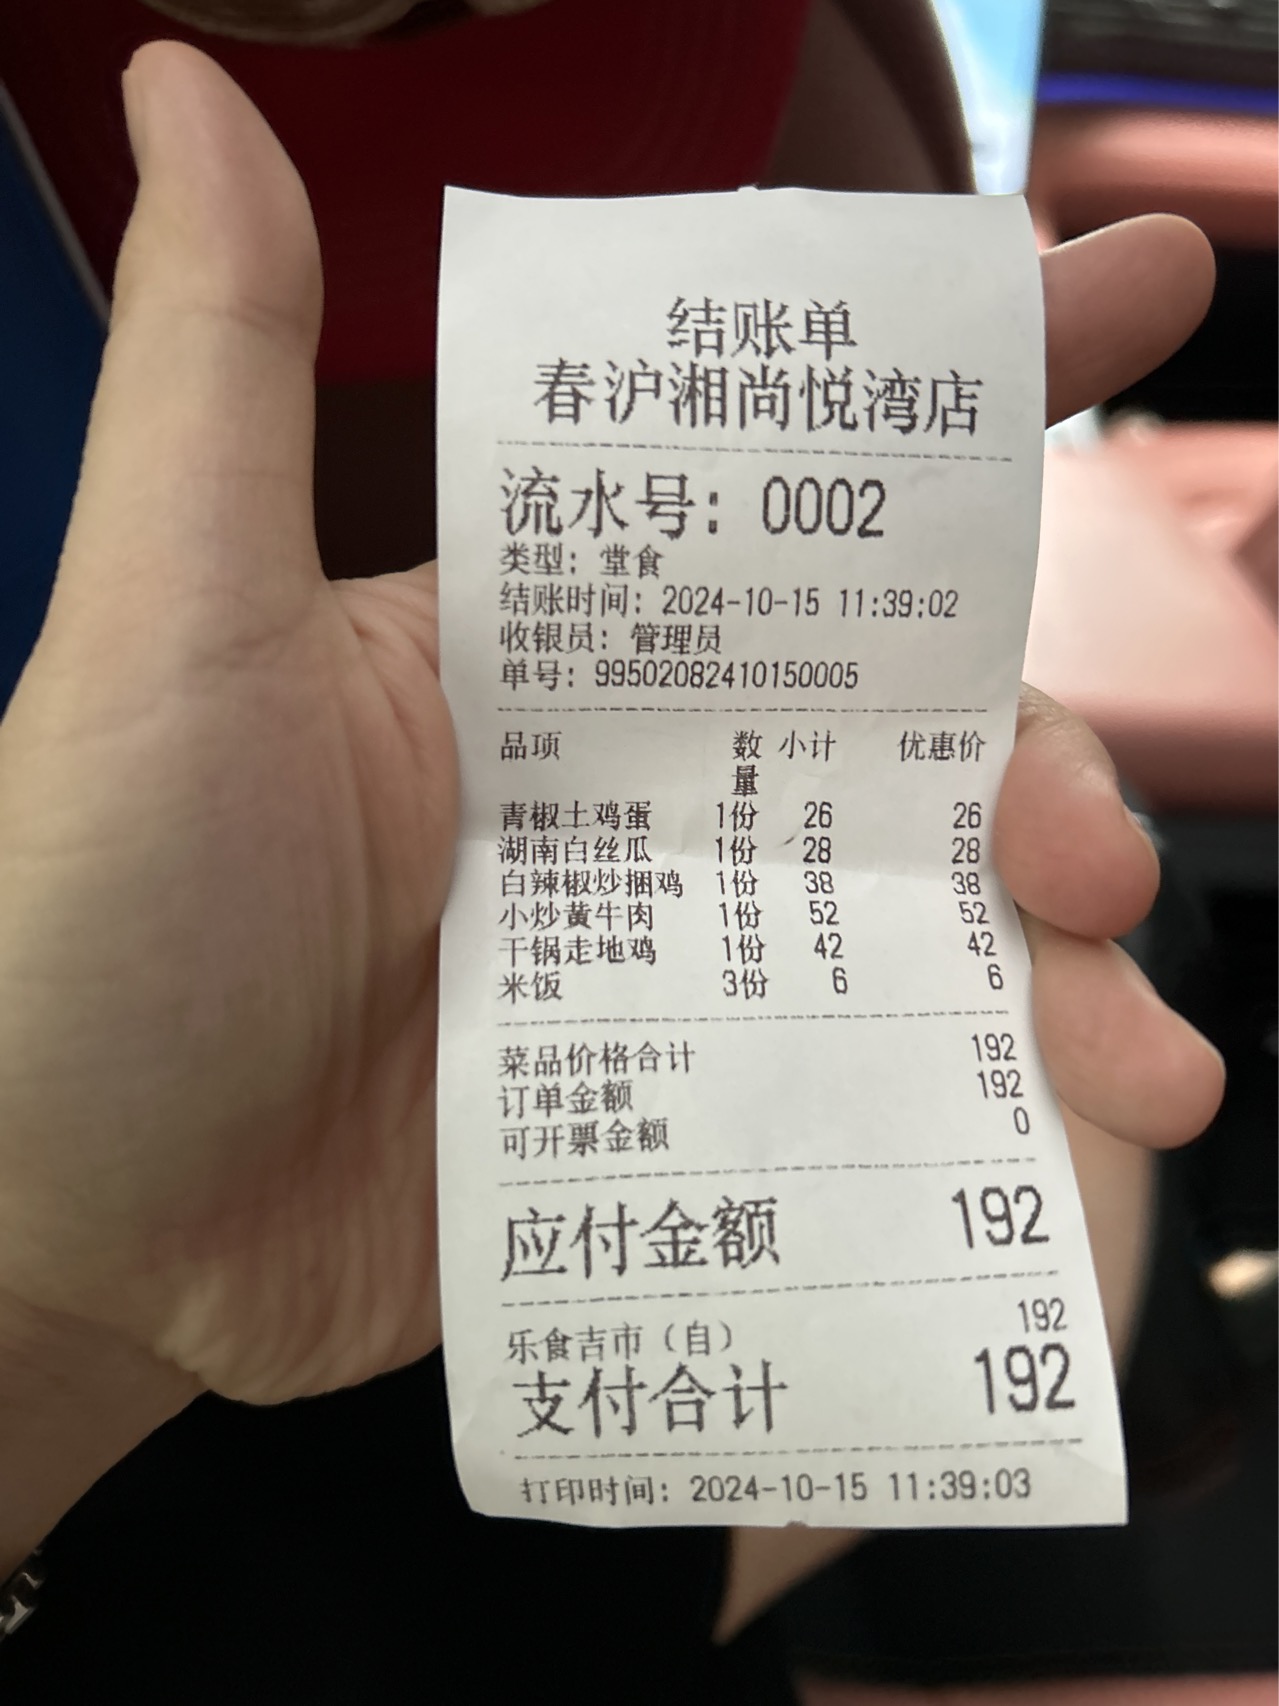 结账单
春沪湘尚悦湾店
流水号: 0002
类型: 堂食
结账时间: 2024-10-15 11:39:02
收银员: 管理员
单号: 99502082410150005
品项 数量 小计 优惠价
青椒土鸡蛋 1份 26 26
湖南白丝瓜 1份 28 28
白辣椒炒捆鸡 1份 38 38
小炒黄牛肉 1份 52 52
干锅走地鸡 1份 42 42
米饭 3份 6 6
菜品价格合计 192
订单金额 192
可开票金额 0
应付金额 192
乐食吉市（自） 192
支付合计 192
打印时间: 2024-10-15 11:39:03